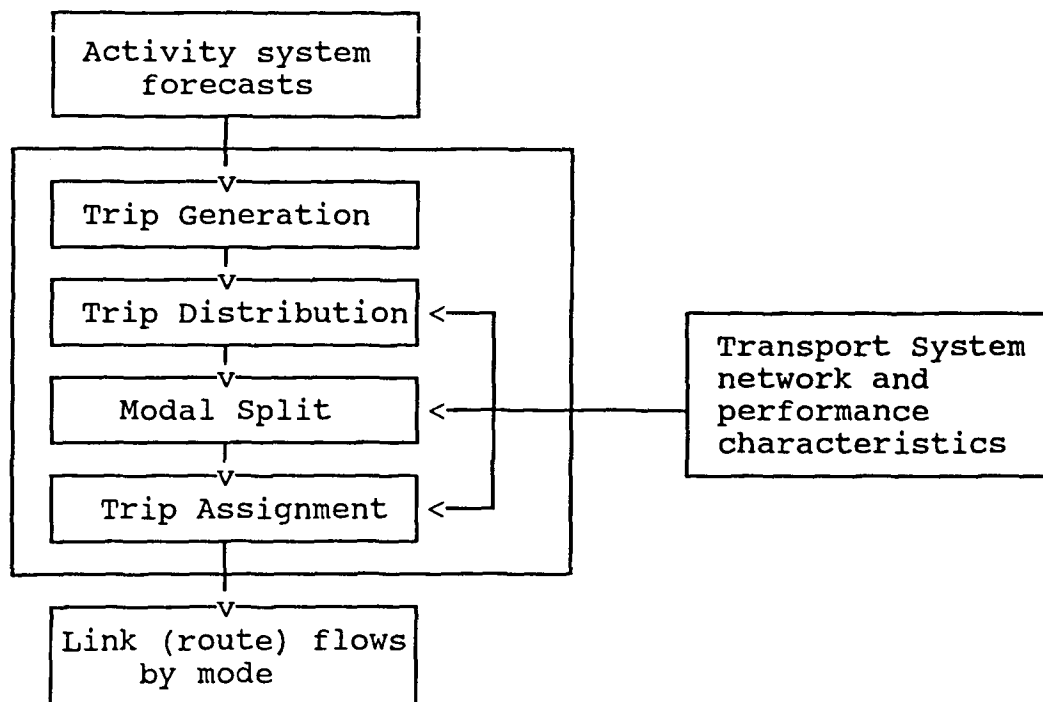 Activity system
forecasts
Trip Generation
Trip Distribution
Modal Split
Trip Assignment
Transport System
network and
performance
characteristics
Link (route) flows
by mode